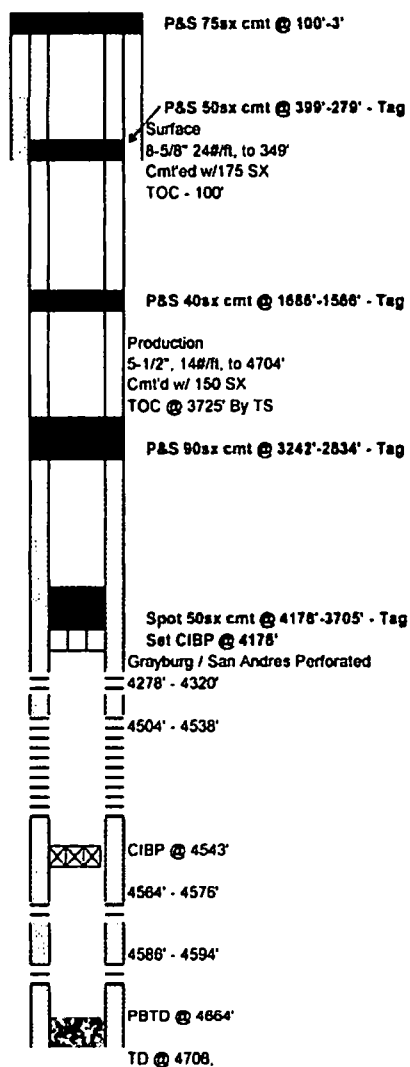 P&S 75sx cmt @ 100'-3'
P&S 50sx cmt @ 399'-279' - Tag
Surface
8-5/8" 24#/ft, to 349'
Cmt'ed w/175 SX
TOC - 100'
P&S 40sx cmt @ 1686'-1586' - Tag
Production
5-1/2", 14#/ft, to 4704'
Cmt'd w/ 150 SX
TOC @ 3725' By TS
P&S 90sx cmt @ 3242'-2834' - Tag
Spot 50sx cmt @ 4178'-3705' - Tag
Set CIBP @ 4178'
Grayburg / San Andres Perforated
4278' - 4320'
4504' - 4538'
CIBP @ 4543'
4564' - 4576'
4586' - 4594'
PBTD @ 4664'
TD @ 4706,